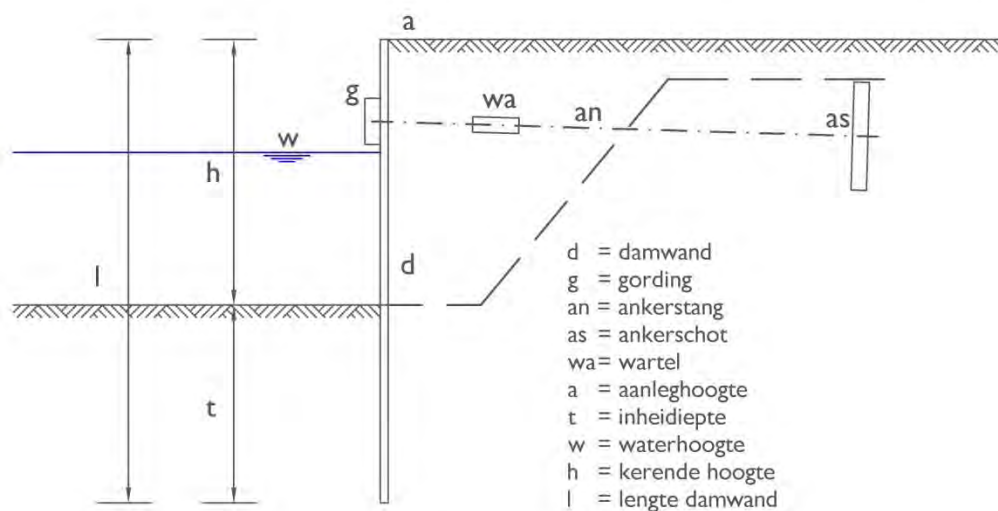 a
g
wa
an
as
w
h
l
d
t
d = damwand
g = gording
an = ankerstang
as = ankerschot
wa= wartel
a = aanleghoogte
t = inheidiepte
w = waterhoogte
h = kerende hoogte
l = lengte damwand